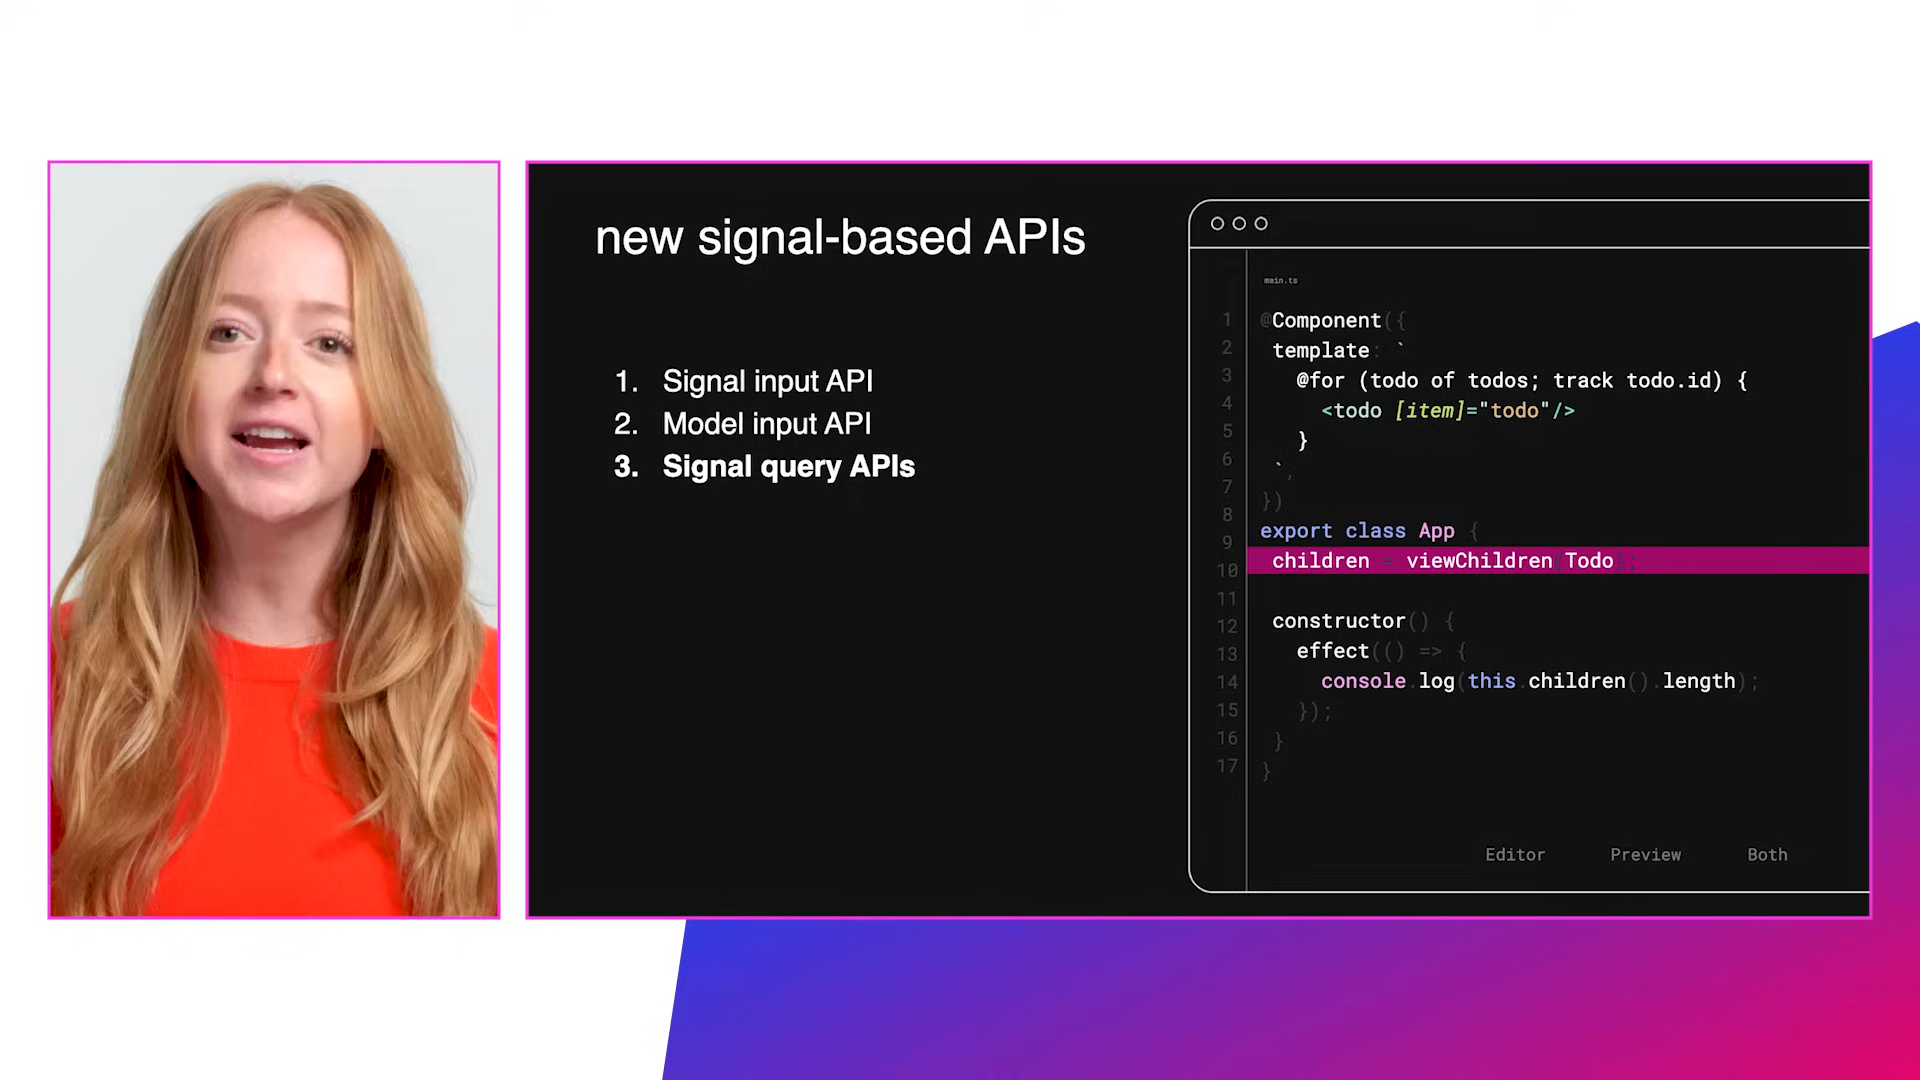 new signal-based APIs
1. Signal input API
2. Model input API
3. Signal query APIs
main.ts
1
2
3
4
5
6
7
8
9
10
11
12
13
14
15
16
17
@Component({
template: `
@for (todo of todos; track todo.id) {
<todo [item]="todo"/>
}
`,
})
export class App {
children = viewChildren(Todo);
constructor() {
effect(() => {
console.log(this.children().length);
});
}
}
Editor Preview Both